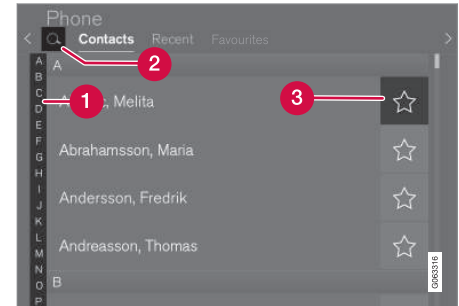 Phone
Contacts Recent Favourites
2
A
B
C
D
E
F
G
H
I
J
K
L
M
N
O
P
A
1
, Melita
3
Abrahamsson, Maria
Andersson, Fredrik
Andreasson, Thomas
B
G063316